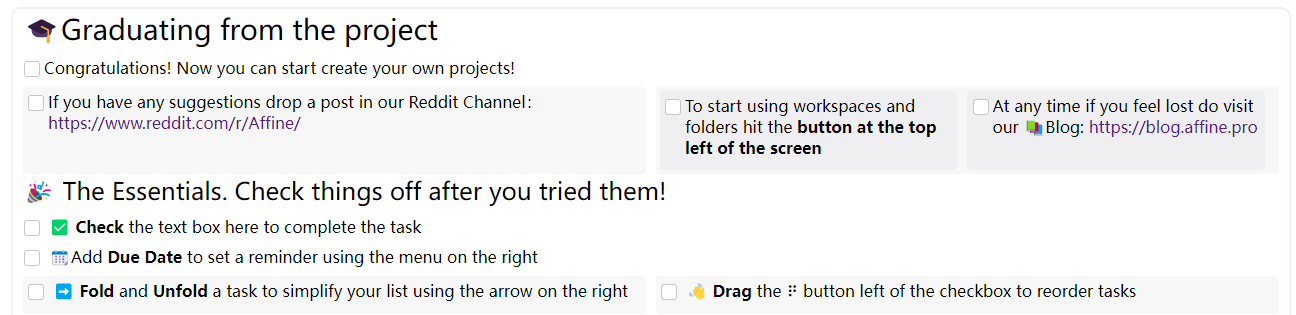 🎓 Graduating from the project
Congratulations! Now you can start create your own projects!
If you have any suggestions drop a post in our Reddit Channel:
https://www.reddit.com/r/Affine/
To start using workspaces and
folders hit the button at the top
left of the screen
At any time if you feel lost do visit
our 📚 Blog: https://blog.affine.pro
🎉 The Essentials. Check things off after you tried them!
✅ Check the text box here to complete the task
📅 Add Due Date to set a reminder using the menu on the right
➡️ Fold and Unfold a task to simplify your list using the arrow on the right
👋 Drag the ⠟ button left of the checkbox to reorder tasks